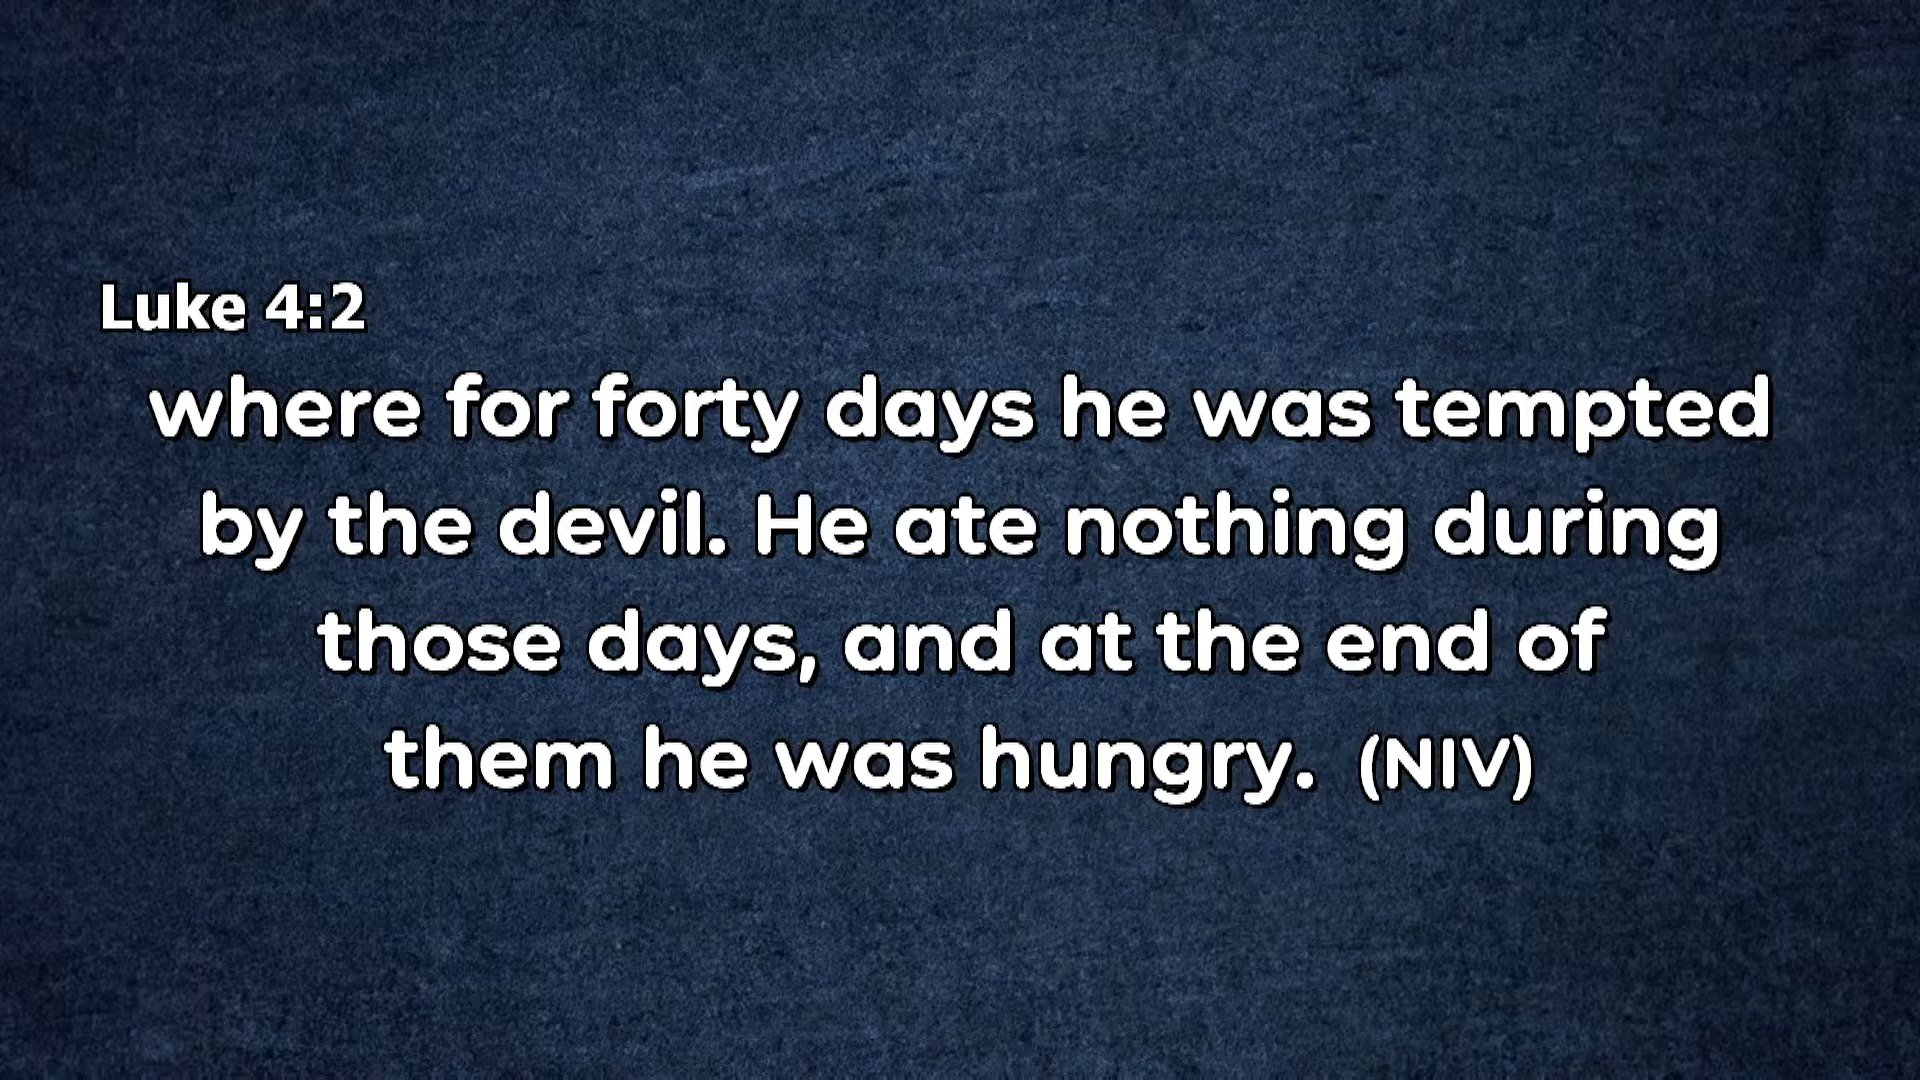 Luke 4:2
where for forty days he was tempted
by the devil. He ate nothing during
those days, and at the end of
them he was hungry. (NIV)